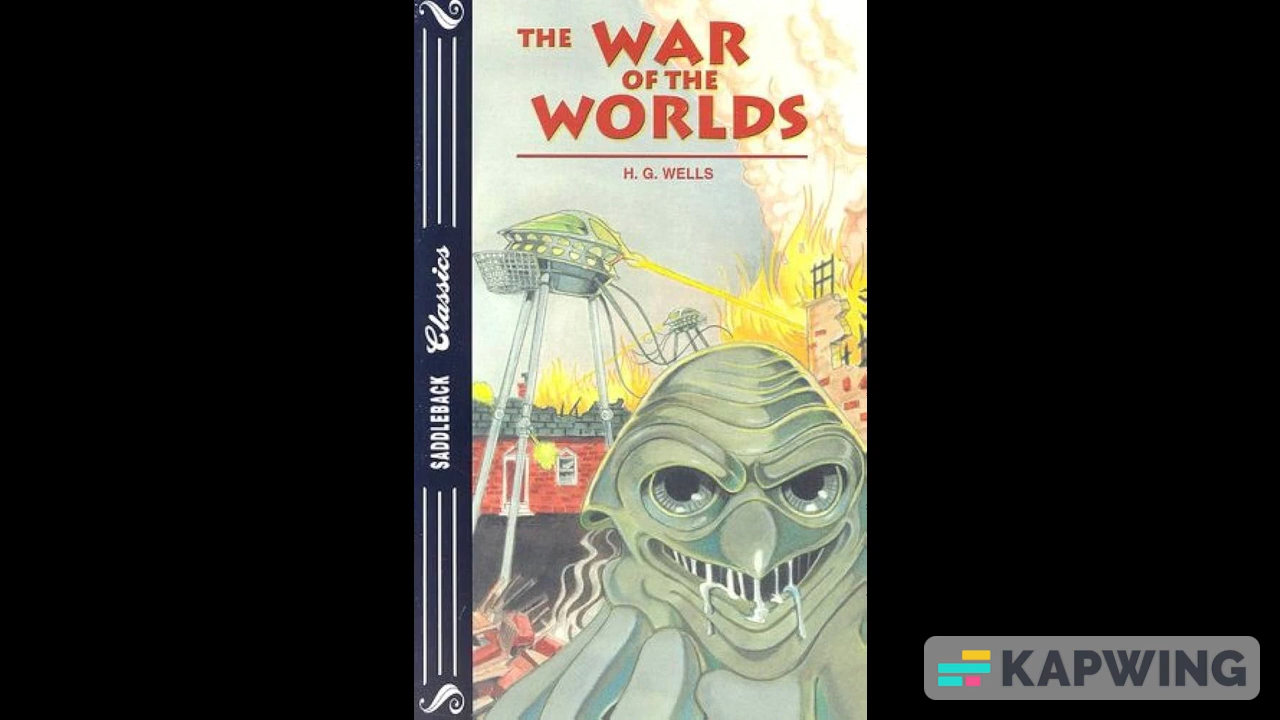 THE WAR
OF THE
WORLDS
H. G. WELLS
SADDLEBACK Classics
KAPWING